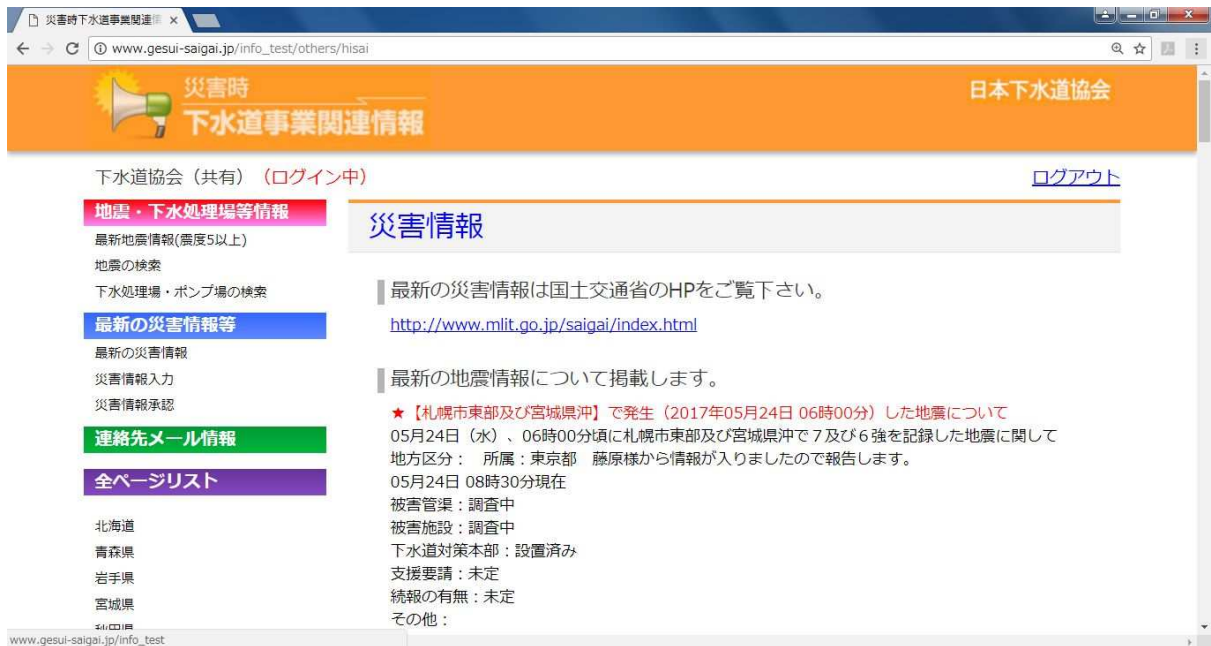 災害時下水道事業関連
www.gesui-saigai.jp/info_test/others/hisai
災害時
下水道事業関連情報
日本下水道協会
下水道協会（共有）（ログイン中）
ログアウト
地震・下水処理場等情報
最新地震情報(震度5以上)
地震の検索
下水処理場・ポンプ場の検索
最新の災害情報等
最新の災害情報
災害情報入力
災害情報承認
連絡先メール情報
全ページリスト
北海道
青森県
岩手県
宮城県
秋田県
災害情報
最新の災害情報は国土交通省のHPをご覧下さい。
http://www.mlit.go.jp/saigai/index.html
最新の地震情報について掲載します。
★【札幌市東部及び宮城県沖】で発生（2017年05月24日 06時00分）した地震について
05月24日（水）、06時00分頃に札幌市東部及び宮城県沖で７及び６強を記録した地震に関して
地方区分：　所属：東京都　藤原様から情報が入りましたので報告します。
05月24日 08時30分現在
被害管渠：調査中
被害施設：調査中
下水道対策本部：設置済み
支援要請：未定
続報の有無：未定
その他：
www.gesui-saigai.jp/info_test